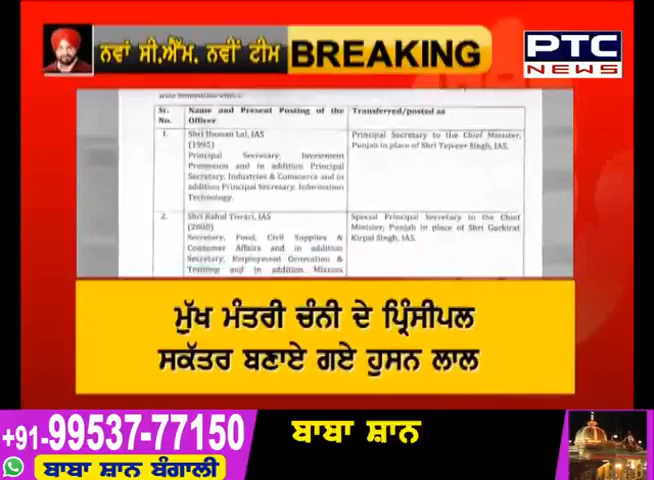 ਨਵਾਂ ਸੀ.ਐੱਮ. ਨਵੀਂ ਟੀਮ BREAKING
PTC
NEWS
Sr. No. Name and Present Posting of the Officer Transferred/posted as
1. Shri Hussan Lal, IAS
(1995)
Principal Secretary, Investment
Promotion and in addition Principal
Secretary, Industries & Commerce and in
addition Principal Secretary, Information
Technology.
Principal Secretary to the Chief Minister,
Punjab in place of Shri Tejveer Singh, IAS.
2. Shri Rahul Tiwari, IAS
(2000)
Secretary, Food, Civil Supplies &
Consumer Affairs and in addition
Secretary, Employment Generation &
Training and in addition Mission
Special Principal Secretary to the Chief
Minister, Punjab in place of Shri Gurkirat
Kirpal Singh, IAS.
ਮੁੱਖ ਮੰਤਰੀ ਚੰਨੀ ਦੇ ਪ੍ਰਿੰਸੀਪਲ
ਸਕੱਤਰ ਬਣਾਏ ਗਏ ਹੁਸਨ ਲਾਲ
+91-99537-77150
ਬਾਬਾ ਸ਼ਾਨ ਬੰਗਾਲੀ
ਬਾਬਾ ਸ਼ਾਨ